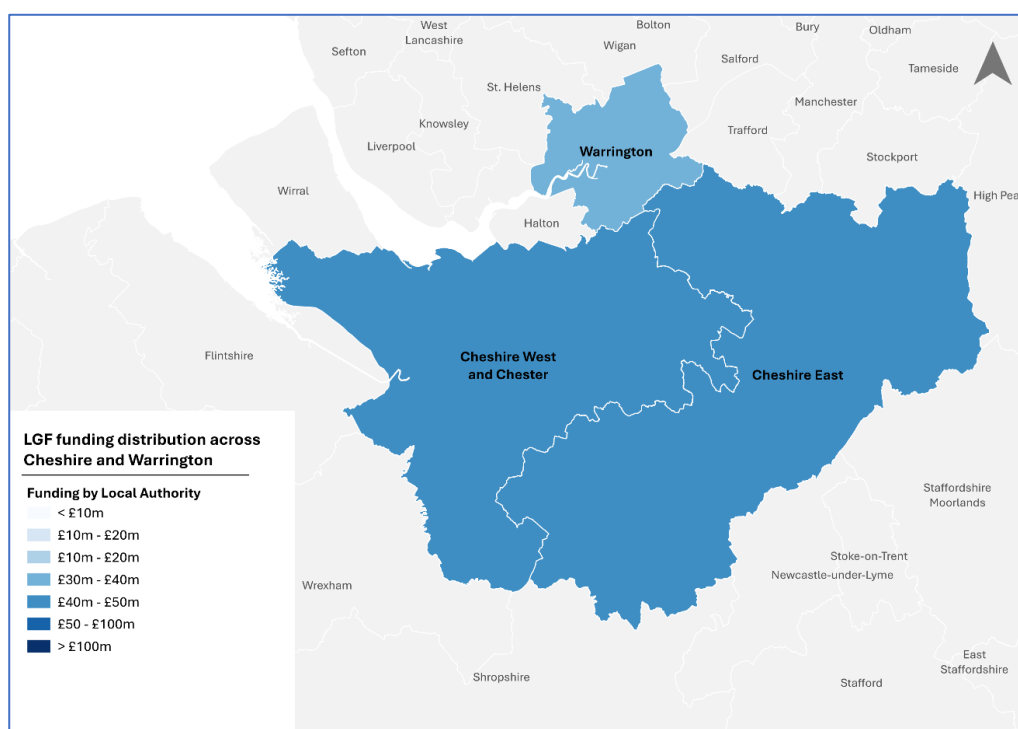 West
Lancashire
Bolton
Bury
Oldham
Sefton
Wigan
Salford
Tameside
St. Helens
Manchester
Knowsley
Trafford
Liverpool
Warrington
Stockport
Wirral
High Pea
Halton
Flintshire
Cheshire West
and Chester
Cheshire East
LGF funding distribution across
Cheshire and Warrington
Funding by Local Authority
< £10m
£10m - £20m
£10m - £20m
£30m - £40m
£40m - £50m
£50 - £100m
> £100m
Staffordshire
Moorlands
Stoke-on-Trent
Newcastle-under-Lyme
Wrexham
Shropshire
Stafford
East
Staffordshire